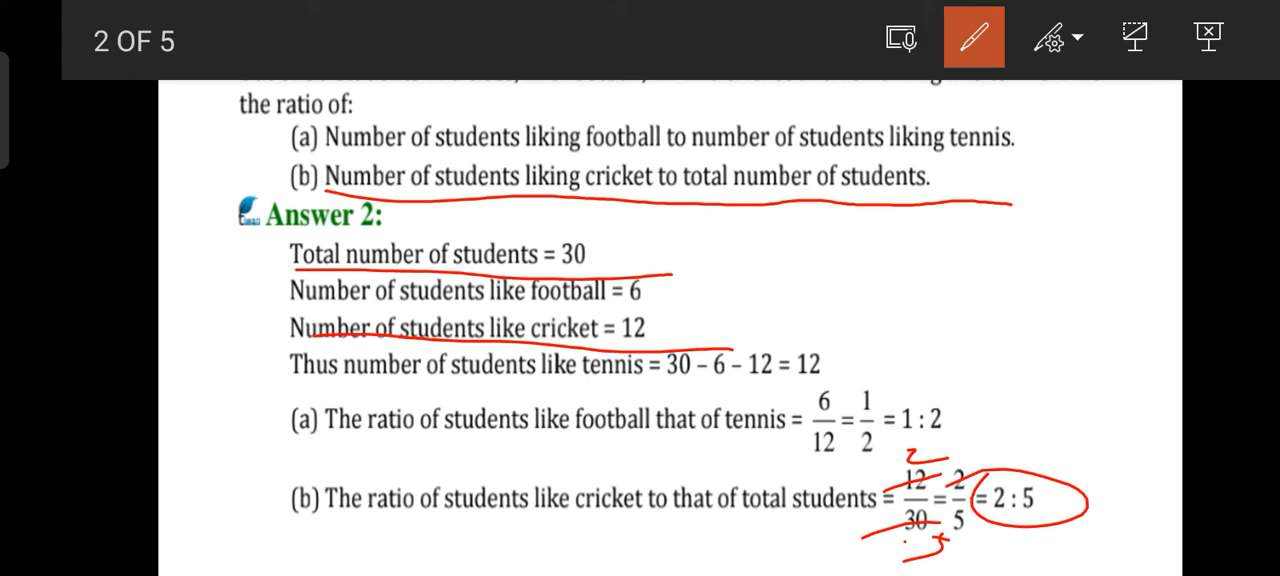 2 OF 5
the ratio of:
(a) Number of students liking football to number of students liking tennis.
(b) Number of students liking cricket to total number of students.
Answer 2:
Total number of students = 30
Number of students like football = 6
Number of students like cricket = 12
Thus number of students like tennis = 30 – 6 – 12 = 12
(a) The ratio of students like football that of tennis = 6/12 = 1/2 = 1 : 2
2
(b) The ratio of students like cricket to that of total students = 12/30 = 2/5 = 2 : 5
5